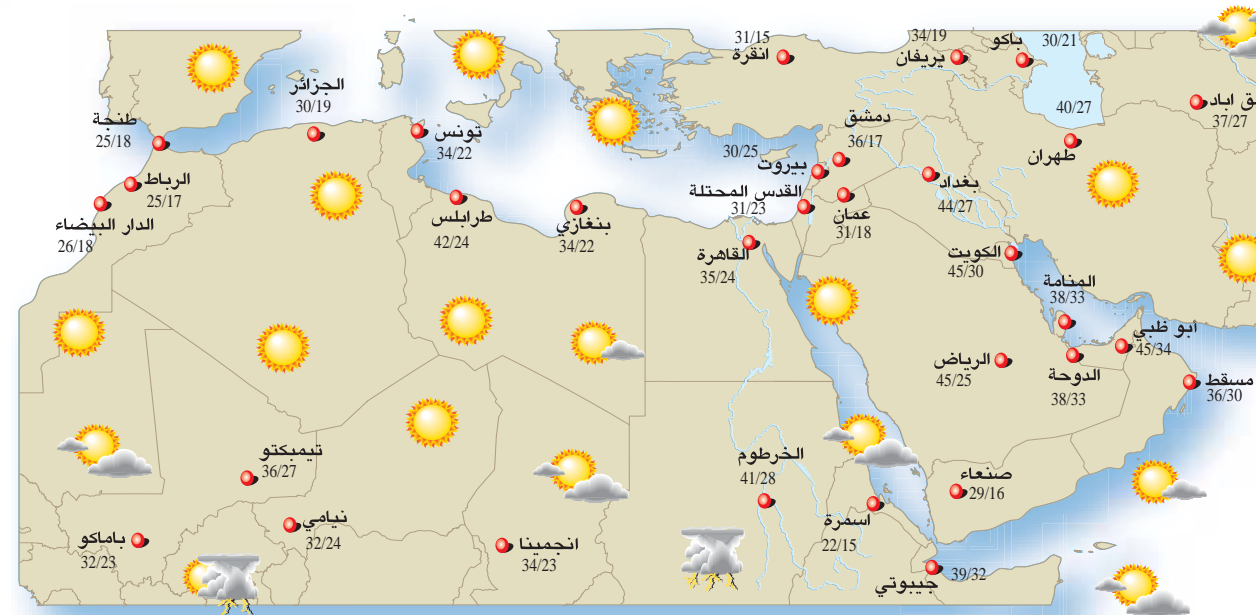 31/15
انقرة
34/19
يريفان
باكو
30/21
40/27
ق اباد
37/27
طهران
الجزائر
30/19
طنجة
25/18
تونس
34/22
30/25
دمشق
36/17
بيروت
بغداد
44/27
الرباط
25/17
الدار البيضاء
26/18
طرابلس
42/24
بنغازي
34/22
القدس المحتلة
31/23
عمان
31/18
القاهرة
35/24
الكويت
45/30
المنامة
38/33
ابو ظبي
45/34
الرياض
45/25
الدوحة
38/33
مسقط
36/30
تيمبكتو
36/27
الخرطوم
41/28
صنعاء
29/16
باماكو
32/23
نيامي
32/24
انجمينا
34/23
اسمرة
22/15
جيبوتي
39/32